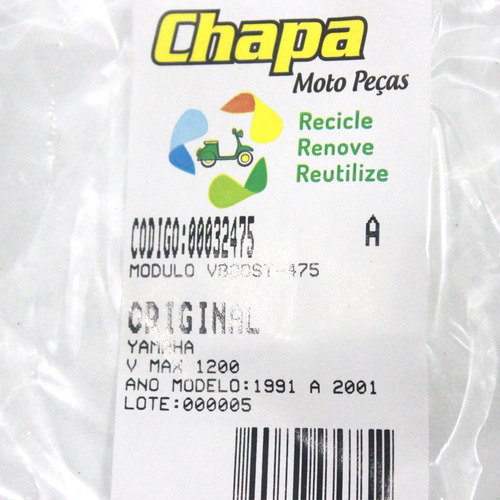 Chapa
Moto Peças
Recicle
Renove
Reutilize
CODIGO:00032475 A
MODULO VBOOST-475
ORIGINAL
YAMAHA
V MAX 1200
ANO MODELO:1991 A 2001
LOTE:000005